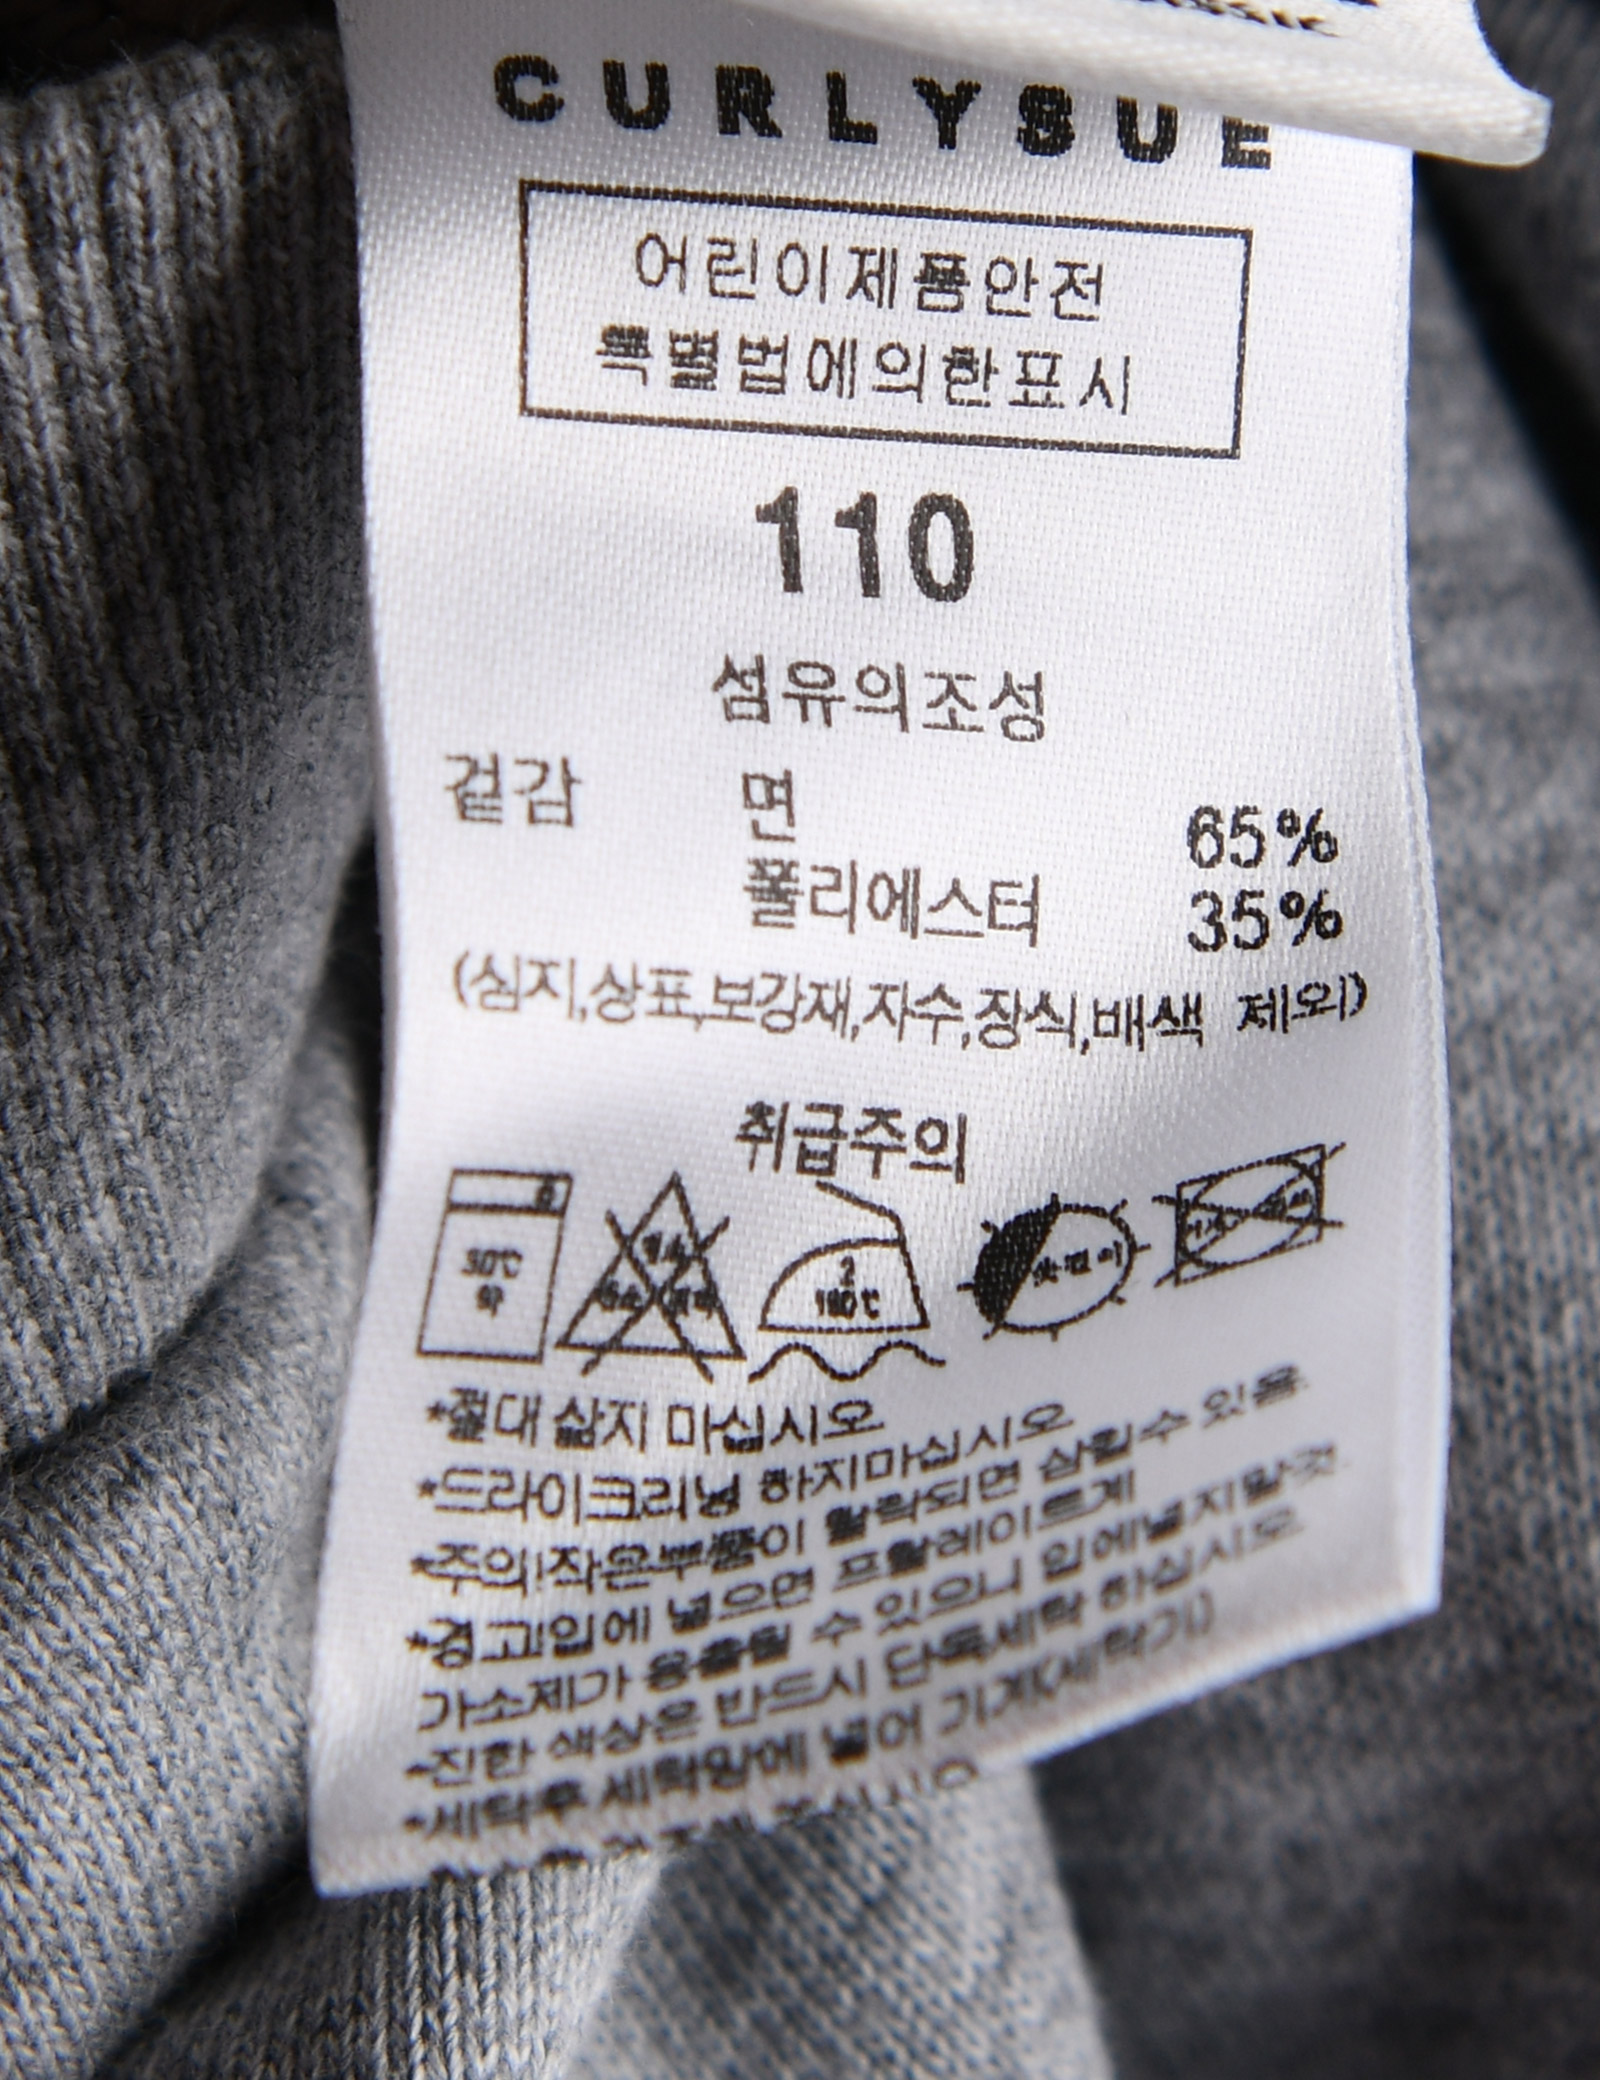 CURLYSUE
어린이제품안전
특별법에의한표시
110
섬유의조성
겉감 면 65%
폴리에스터 35%
(심지,상표,보강재,자수,장식,배색 제외)
취급주의
30℃
약
2
180℃
*절대 삶지 마십시오
*드라이크리닝 하지마십시오
*주의!작은부품이 탈락되면 삼킬수 있음
*경고!입에 넣으면 프탈레이트계
가소제가 용출될 수 있으니 입에넣지말것
*진한 색상은 반드시 단독세탁 하십시오
*세탁후 세탁망에 넣어 기계(세탁기)